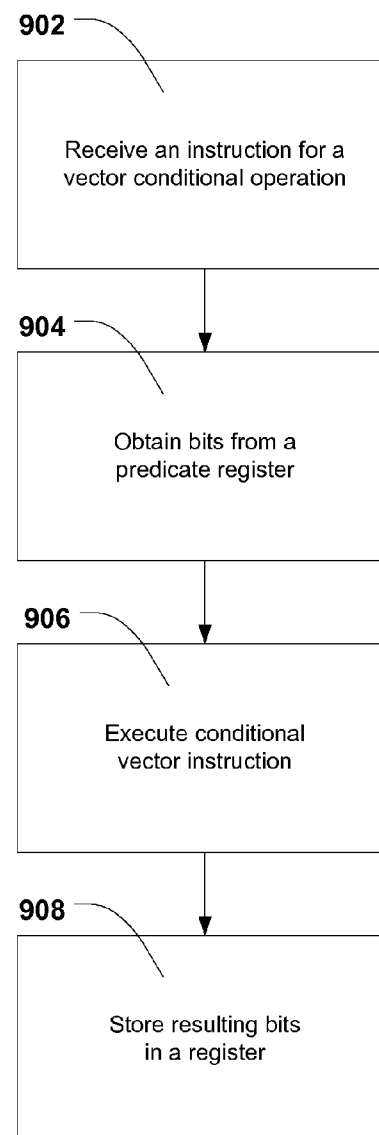 902
Receive an instruction for a
vector conditional operation
904
Obtain bits from a
predicate register
906
Execute conditional
vector instruction
908
Store resulting bits
in a register